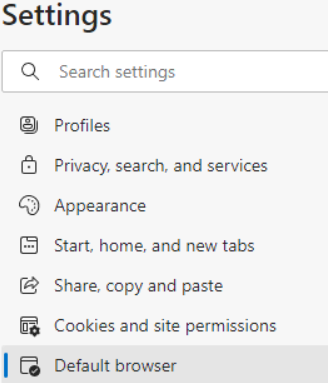 Settings
Search settings
Profiles
Privacy, search, and services
Appearance
Start, home, and new tabs
Share, copy and paste
Cookies and site permissions
Default browser